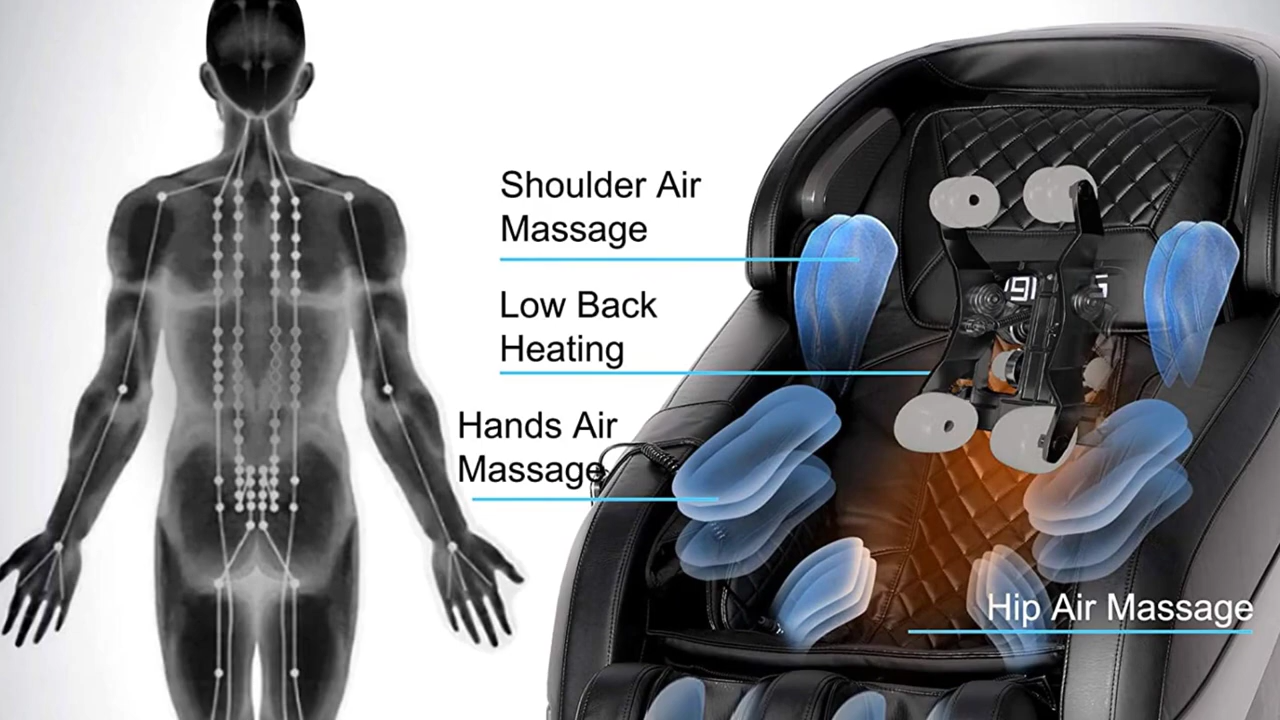 Shoulder Air
Massage
Low Back
Heating
Hands Air
Massage
Hip Air Massage